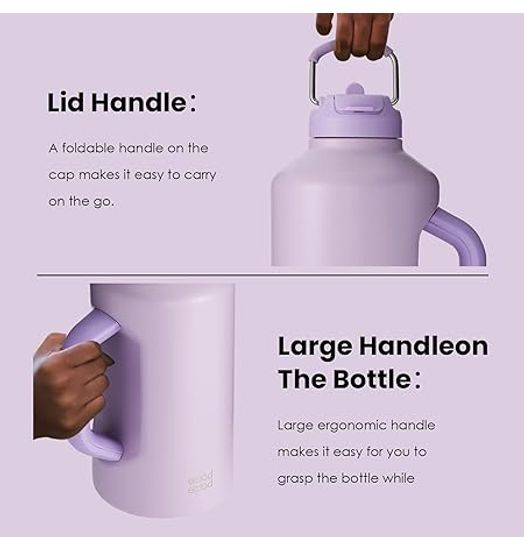 Lid Handle:
A foldable handle on the
cap makes it easy to carry
on the go.
Large Handleon
The Bottle:
Large ergonomic handle
makes it easy for you to
grasp the bottle while